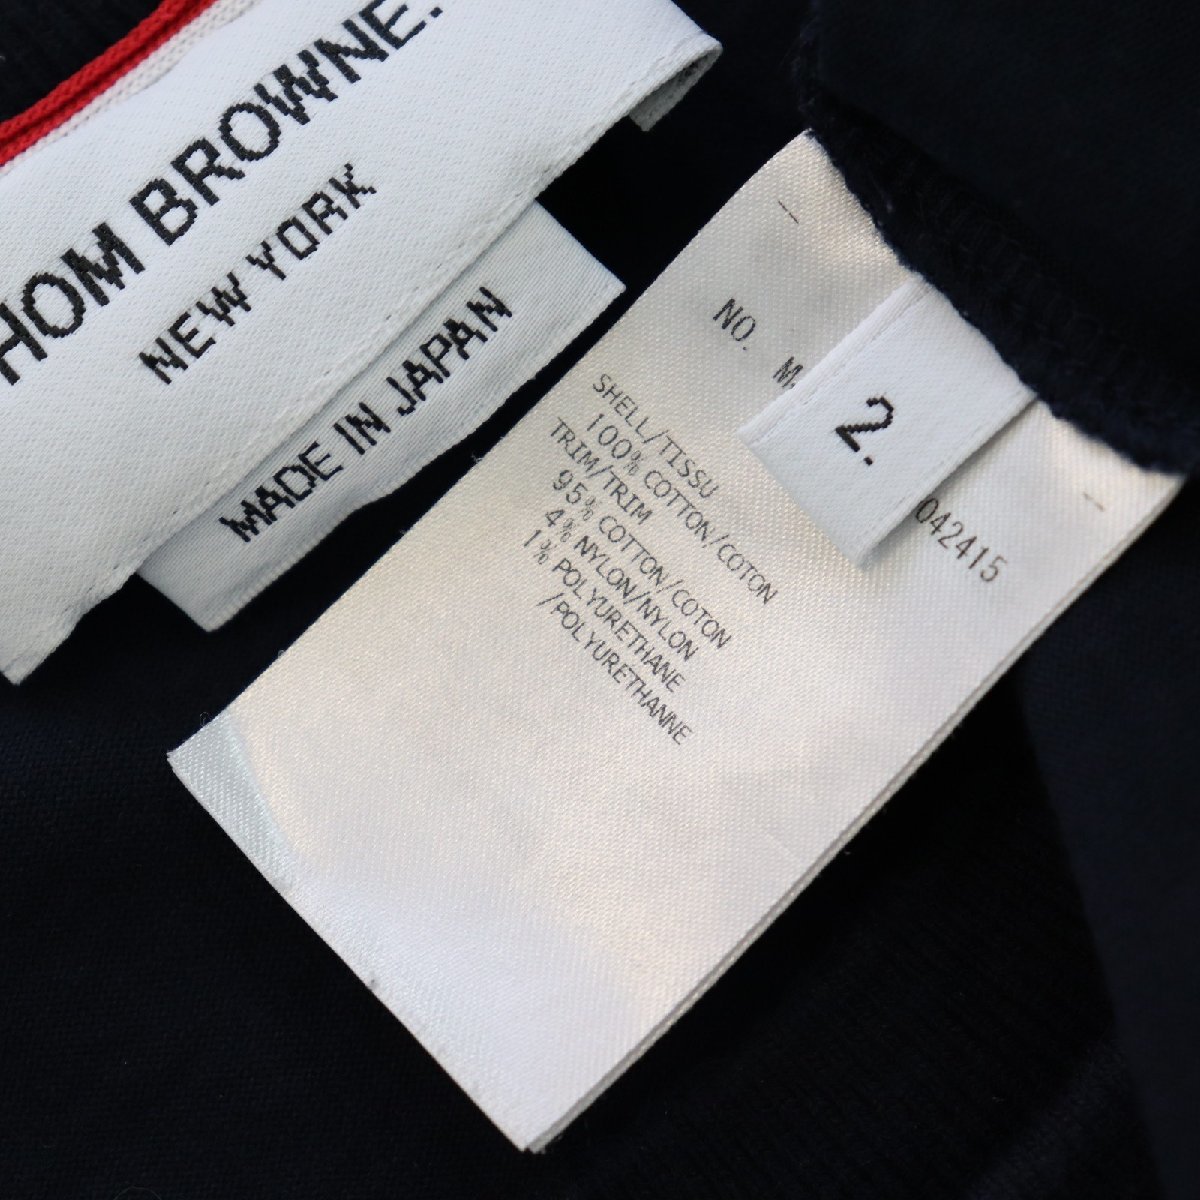 HOM BROWNE.
NEW YORK
MADE IN JAPAN
2.
NO. M
042415
SHELL/TISSU
100% COTTON/COTON
TRIM/TRIM
95% COTTON/COTON
4% NYLON/NYLON
1% POLYURETHANE
/POLYURETHANNE